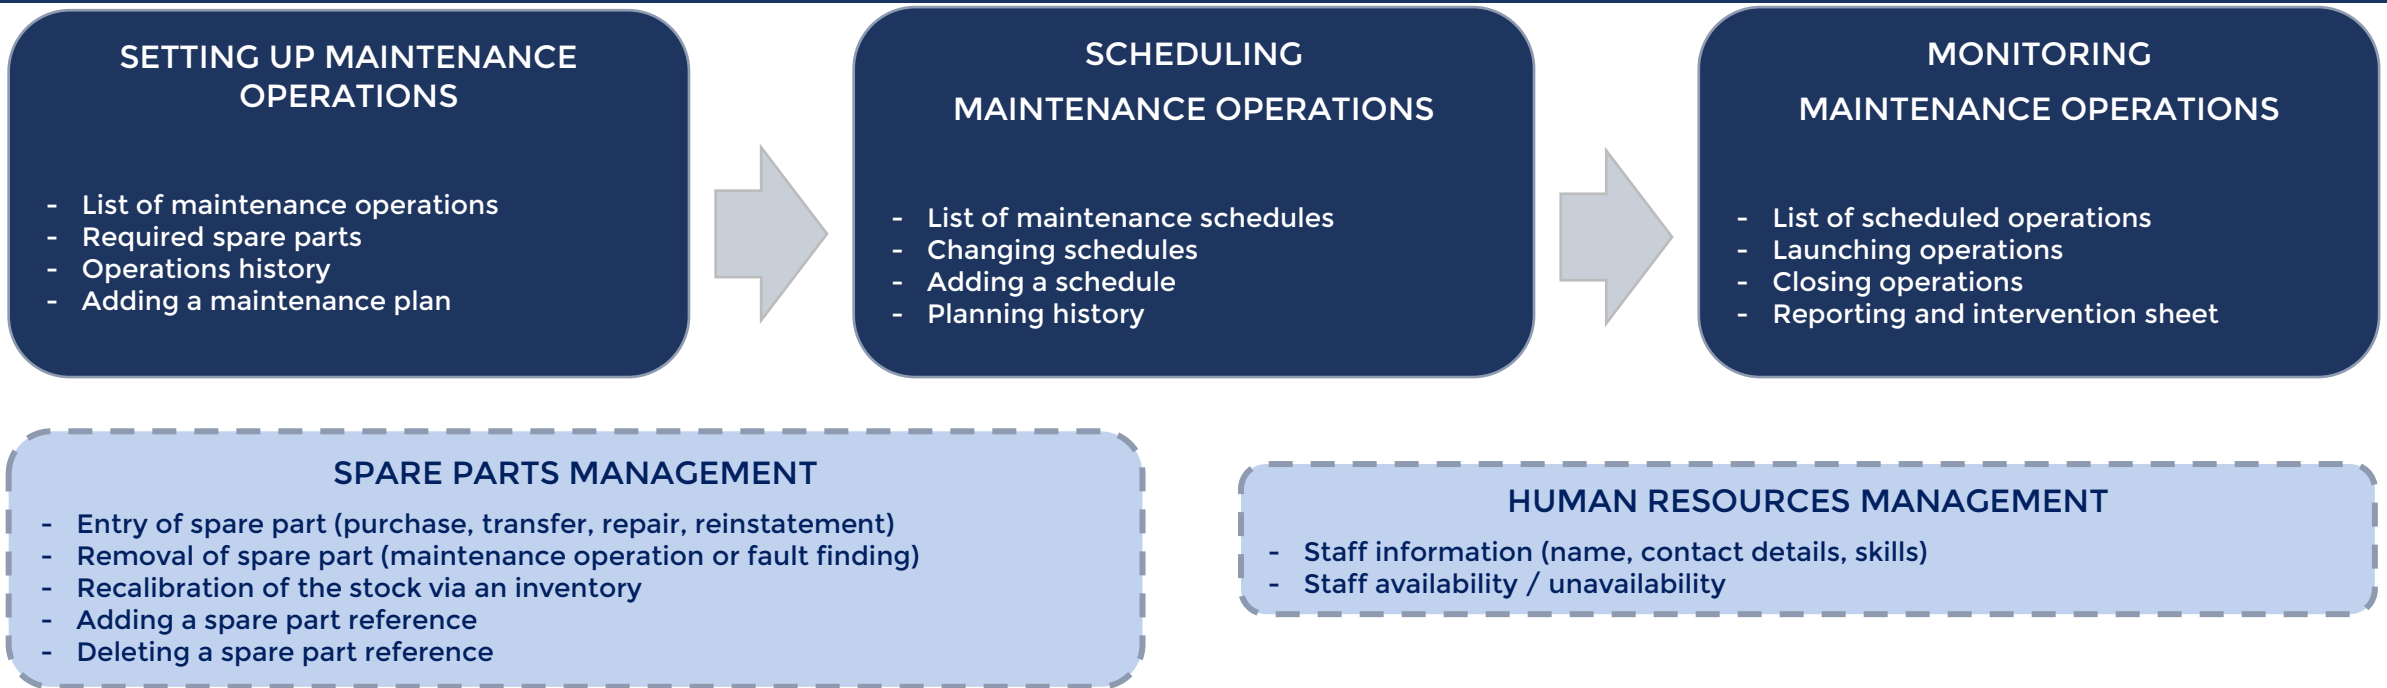 SETTING UP MAINTENANCE
OPERATIONS
- List of maintenance operations
- Required spare parts
- Operations history
- Adding a maintenance plan
SCHEDULING
MAINTENANCE OPERATIONS
- List of maintenance schedules
- Changing schedules
- Adding a schedule
- Planning history
MONITORING
MAINTENANCE OPERATIONS
- List of scheduled operations
- Launching operations
- Closing operations
- Reporting and intervention sheet
SPARE PARTS MANAGEMENT
- Entry of spare part (purchase, transfer, repair, reinstatement)
- Removal of spare part (maintenance operation or fault finding)
- Recalibration of the stock via an inventory
- Adding a spare part reference
- Deleting a spare part reference
HUMAN RESOURCES MANAGEMENT
- Staff information (name, contact details, skills)
- Staff availability / unavailability